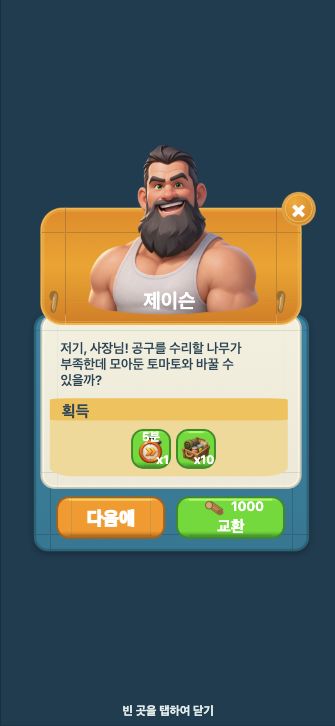 제이슨
저기, 사장님! 공구를 수리할 나무가
부족한데 모아둔 토마토와 바꿀 수
있을까?
획득
5분
x1
x10
다음에
1000
교환
빈 곳을 탭하여 닫기